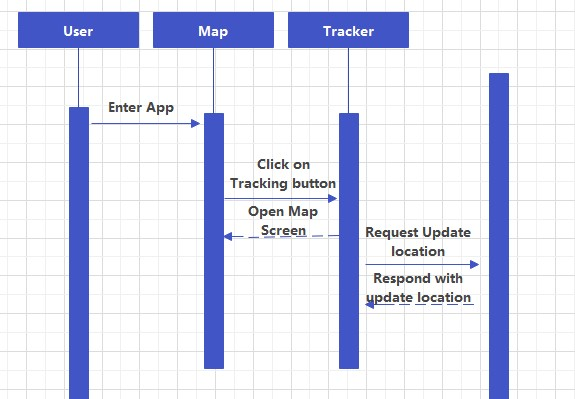 User
Map
Tracker
Enter App
Click on
Tracking button
Open Map
Screen
Request Update
location
Respond with
update location